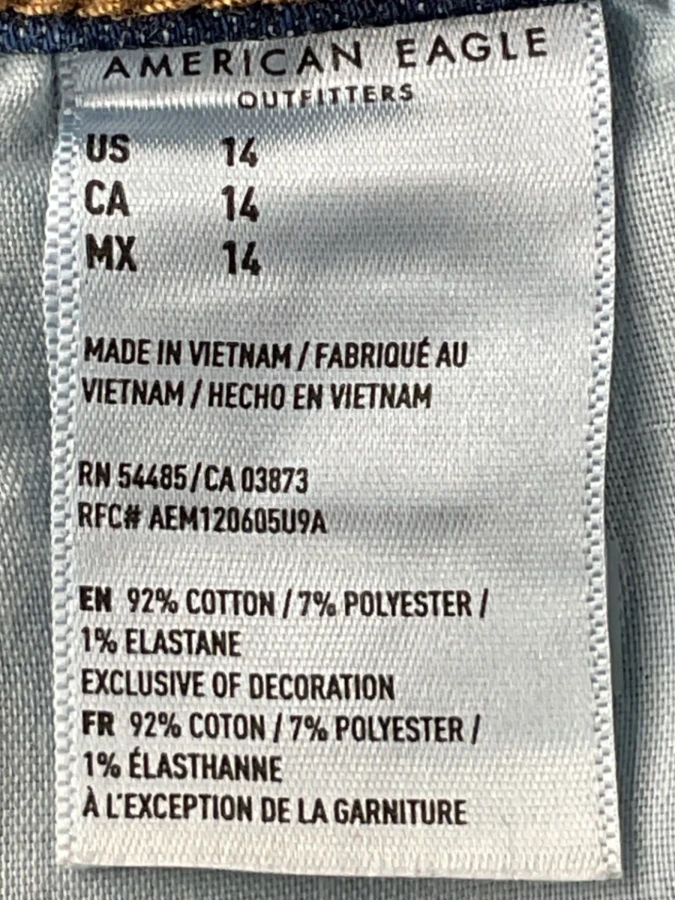 AMERICAN EAGLE
OUTFITTERS
US 14
CA 14
MX 14
MADE IN VIETNAM / FABRIQUÉ AU
VIETNAM / HECHO EN VIETNAM
RN 54485 / CA 03873
RFC# AEM120605U9A
EN 92% COTTON / 7% POLYESTER /
1% ELASTANE
EXCLUSIVE OF DECORATION
FR 92% COTON / 7% POLYESTER /
1% ÉLASTHANNE
À L'EXCEPTION DE LA GARNITURE